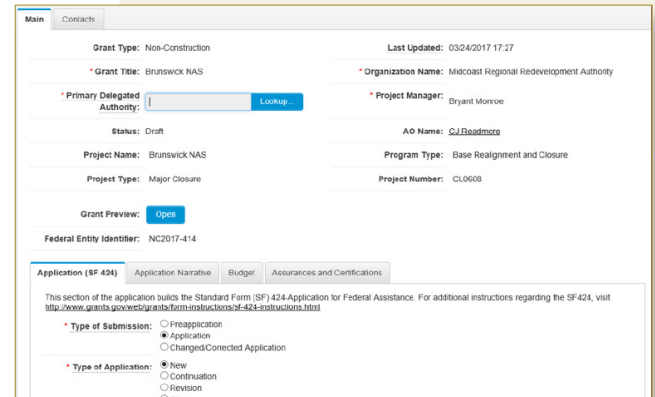 Main Contacts
Grant Type: Non-Construction Last Updated: 03/24/2017 17:27
* Grant Title: Brunswick NAS * Organization Name: Midcoast Regional Redevelopment Authority
* Primary Delegated Authority: Lookup... * Project Manager: Bryant Monroe
Status: Draft AO Name: CJ Readmore
Project Name: Brunswick NAS Program Type: Base Realignment and Closure
Project Type: Major Closure Project Number: CL0608
Grant Preview: Open
Federal Entity Identifier: NC2017-414
Application (SF 424) Application Narrative Budget Assurances and Certifications
This section of the application builds the Standard Form (SF) 424-Application for Federal Assistance. For additional instructions regarding the SF424, visit
http://www.grants.gov/web/grants/form-instructions/sf-424-instructions.html
* Type of Submission: Preapplication
Application
Changed/Corrected Application
* Type of Application: New
Continuation
Revision